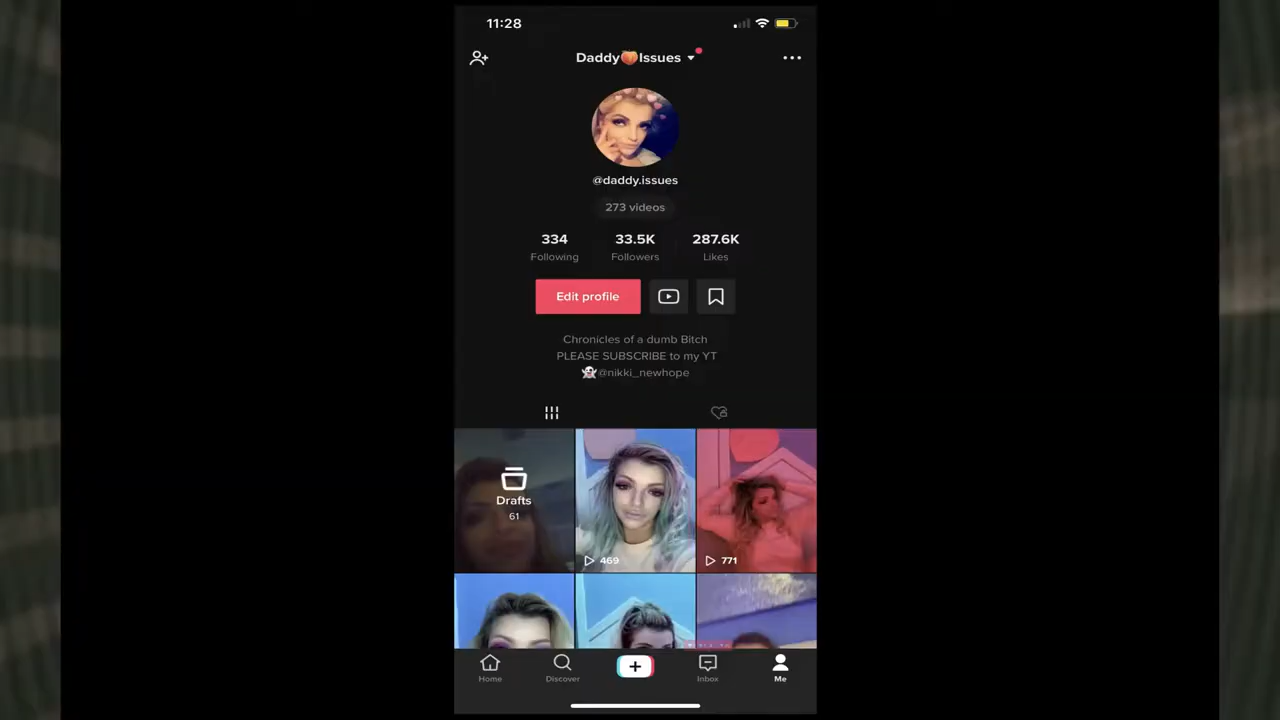 11:28
Daddy🍑Issues
@daddy.issues
273 videos
334 33.5K 287.6K
Following Followers Likes
Edit profile
Chronicles of a dumb Bitch
PLEASE SUBSCRIBE to my YT
👻@nikki_newhope
Drafts
61
469 771
Home Discover Inbox Me